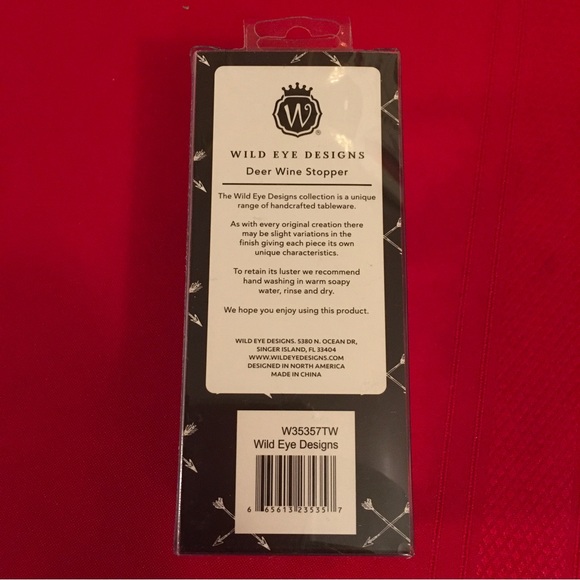 W
®
WILD EYE DESIGNS
Deer Wine Stopper
The Wild Eye Designs collection is a unique
range of handcrafted tableware.
As with every original creation there
may be slight variations in the
finish giving each piece its own
unique characteristics.
To retain its luster we recommend
hand washing in warm soapy
water, rinse and dry.
We hope you enjoy using this product.
WILD EYE DESIGNS. 5380 N. OCEAN DR,
SINGER ISLAND, FL 33404
WWW.WILDEYEDESIGNS.COM
DESIGNED IN NORTH AMERICA
MADE IN CHINA
W35357TW
Wild Eye Designs
6 65613 23535 7